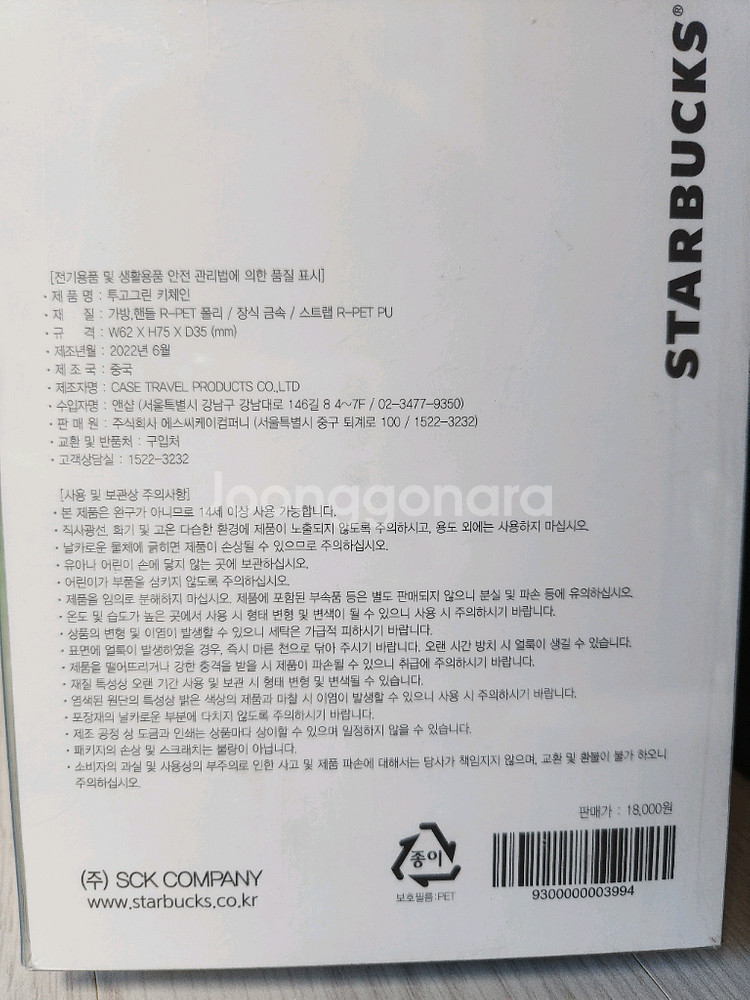 STARBUCKS®
[전기용품 및 생활용품 안전 관리법에 의한 품질 표시]
· 제 품 명 : 투고그린 키체인
· 재 질 : 가방,핸들 R-PET 폴리 / 장식 금속 / 스트랩 R-PET PU
· 규 격 : W62 X H75 X D35 (mm)
· 제조년월 : 2022년 6월
· 제 조 국 : 중국
· 제조자명 : CASE TRAVEL PRODUCTS CO.,LTD
· 수입자명 : 앤샵 (서울특별시 강남구 강남대로 146길 8 4~7F / 02-3477-9350)
· 판 매 원 : 주식회사 에스씨케이컴퍼니 (서울특별시 중구 퇴계로 100 / 1522-3232)
· 교환 및 반품처 : 구입처
· 고객상담실 : 1522-3232
[사용 및 보관상 주의사항]
Joonggonara
· 본 제품은 완구가 아니므로 14세 이상 사용 가능합니다.
· 직사광선, 화기 및 고온 다습한 환경에 제품이 노출되지 않도록 주의하시고, 용도 외에는 사용하지 마십시오.
· 날카로운 물체에 긁히면 제품이 손상될 수 있으므로 주의하십시오.
· 유아나 어린이 손에 닿지 않는 곳에 보관하십시오.
· 어린이가 부품을 삼키지 않도록 주의하십시오.
· 제품을 임의로 분해하지 마십시오. 제품에 포함된 부속품 등은 별도 판매되지 않으니 분실 및 파손 등에 유의하십시오.
· 온도 및 습도가 높은 곳에서 사용 시 형태 변형 및 변색이 될 수 있으니 사용 시 주의하시기 바랍니다.
· 상품의 변형 및 이염이 발생할 수 있으니 세탁은 가급적 피하시기 바랍니다.
· 표면에 얼룩이 발생하였을 경우, 즉시 마른 천으로 닦아 주시기 바랍니다. 오랜 시간 방치 시 얼룩이 생길 수 있습니다.
· 제품을 떨어뜨리거나 강한 충격을 받을 시 제품이 파손될 수 있으니 취급에 주의하시기 바랍니다.
· 재질 특성상 오랜 기간 사용 및 보관 시 형태 변형 및 변색될 수 있습니다.
· 염색된 원단의 특성상 밝은 색상의 제품과 마찰 시 이염이 발생할 수 있으니 사용 시 주의하시기 바랍니다.
· 포장재의 날카로운 부분에 다치지 않도록 주의하시기 바랍니다.
· 제조 공정 상 도금과 인쇄는 상품마다 상이할 수 있으며 일정하지 않을 수 있습니다.
· 패키지의 손상 및 스크래치는 불량이 아닙니다.
· 소비자의 과실 및 사용상의 부주의로 인한 사고 및 제품 파손에 대해서는 당사가 책임지지 않으며, 교환 및 환불이 불가 하오니
주의하십시오.
판매가 : 18,000원
종이
보호필름:PET
9300000003994
(주) SCK COMPANY
www.starbucks.co.kr